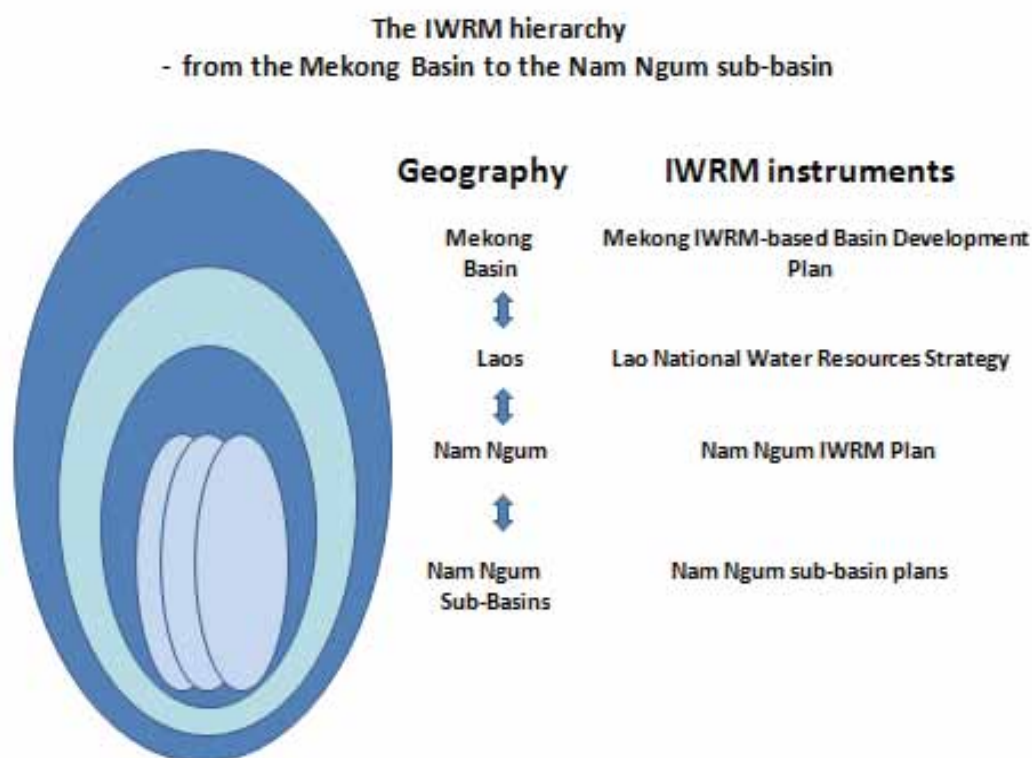 The IWRM hierarchy
- from the Mekong Basin to the Nam Ngum sub-basin
Geography
IWRM instruments
Mekong
Basin
Mekong IWRM-based Basin Development
Plan
Laos
Lao National Water Resources Strategy
Nam Ngum
Nam Ngum IWRM Plan
Nam Ngum
Sub-Basins
Nam Ngum sub-basin plans